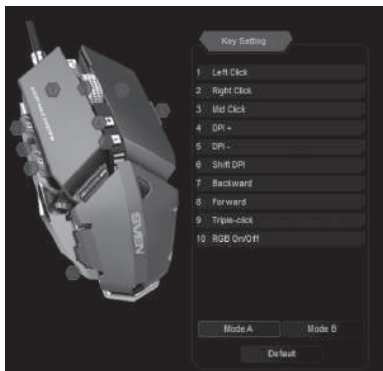 Key Setting
1 Left Click
2 Right Click
3 Mid Click
4 DPI +
5 DPI -
6 Shift DPI
7 Backward
8 Forward
9 Triple-click
10 RGB On/Off
Mode A Mode B
Default
SVEN